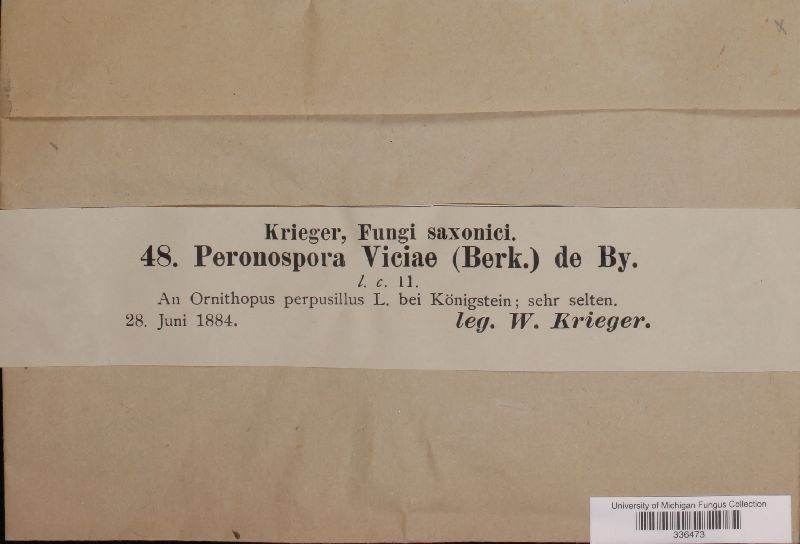 Krieger, Fungi saxonici.
48. Peronospora Viciae (Berk.) de By.
l. c. 11.
An Ornithopus perpusillus L. bei Königstein; sehr selten.
28. Juni 1884. leg. W. Krieger.
University of Michigan Fungus Collection
336473
x